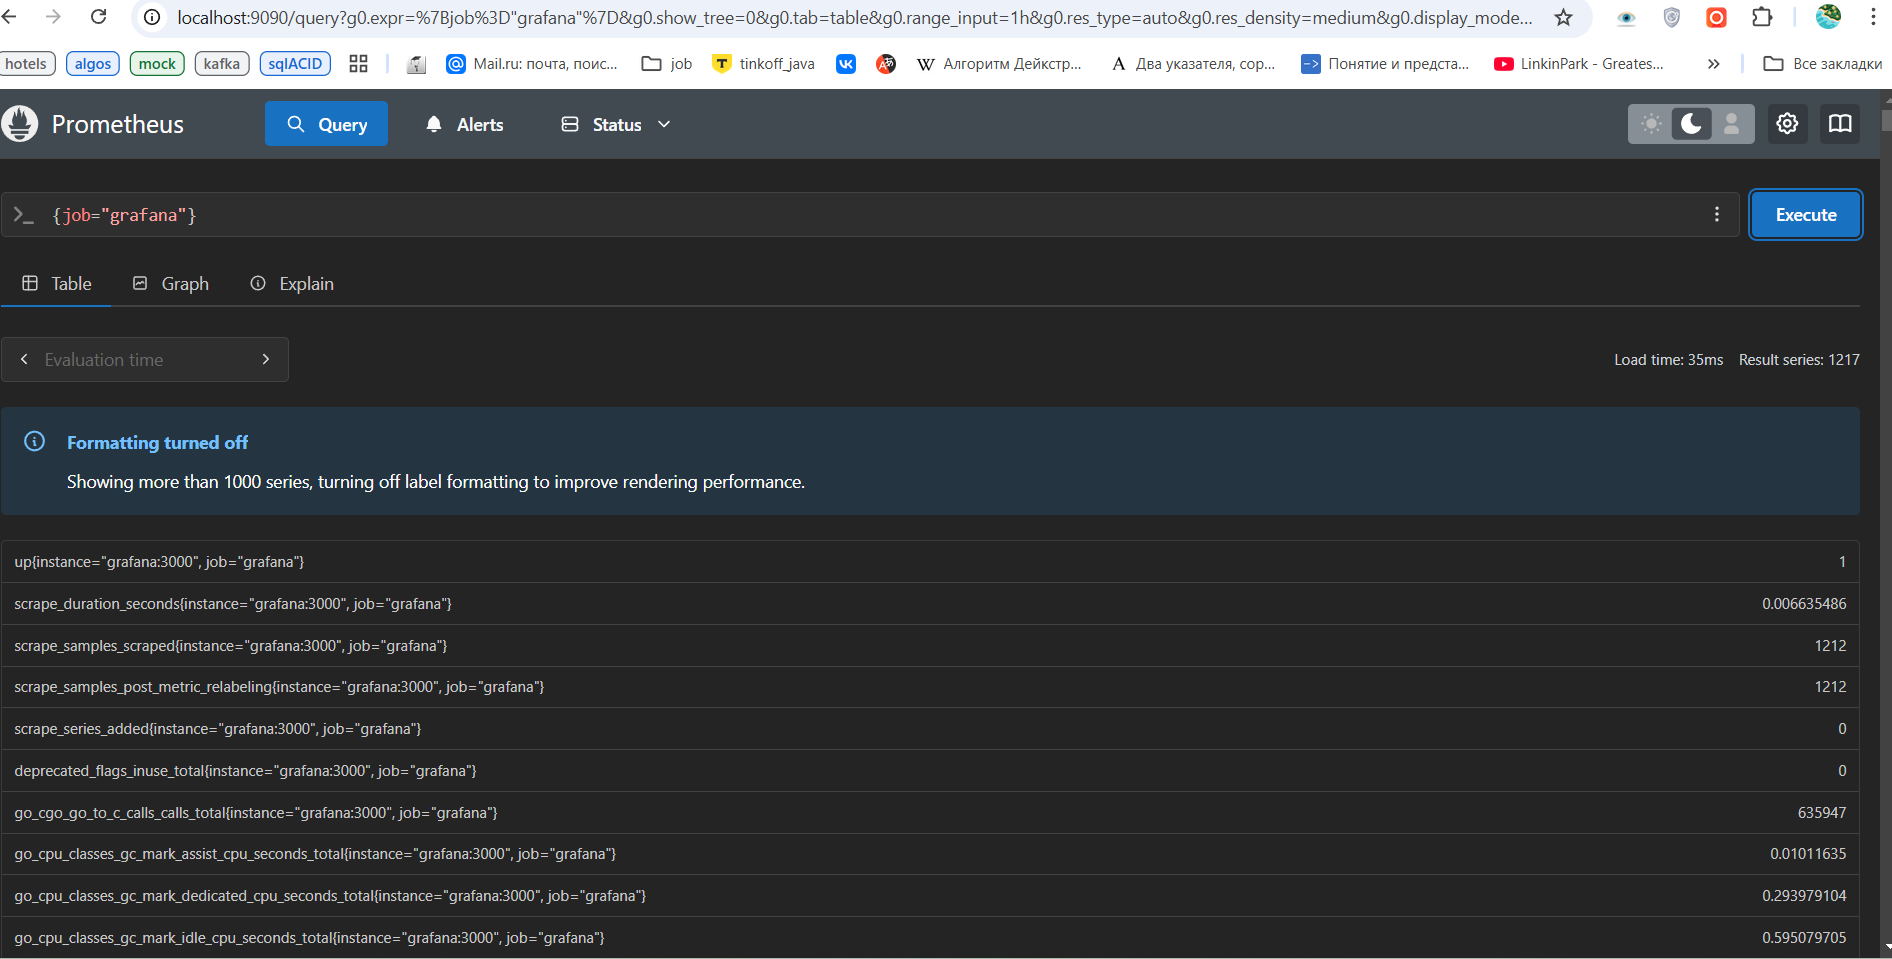 localhost:9090/query?g0.expr=%7Bjob%3D"grafana"%7D&g0.show_tree=0&g0.tab=table&g0.range_input=1h&g0.res_type=auto&g0.res_density=medium&g0.display_mode...
hotels algos mock kafka sqlACID Mail.ru: почта, поис... job tinkoff_java Алгоритм Дейкстр... Два указателя, сор... Понятие и предста... LinkinPark - Greates... » Все закладки
Prometheus Query Alerts Status
{job="grafana"} Execute
Table Graph Explain
Evaluation time Load time: 35ms Result series: 1217
Formatting turned off
Showing more than 1000 series, turning off label formatting to improve rendering performance.
up{instance="grafana:3000", job="grafana"} 1
scrape_duration_seconds{instance="grafana:3000", job="grafana"} 0.006635486
scrape_samples_scraped{instance="grafana:3000", job="grafana"} 1212
scrape_samples_post_metric_relabeling{instance="grafana:3000", job="grafana"} 1212
scrape_series_added{instance="grafana:3000", job="grafana"} 0
deprecated_flags_inuse_total{instance="grafana:3000", job="grafana"} 0
go_cgo_go_to_c_calls_calls_total{instance="grafana:3000", job="grafana"} 635947
go_cpu_classes_gc_mark_assist_cpu_seconds_total{instance="grafana:3000", job="grafana"} 0.01011635
go_cpu_classes_gc_mark_dedicated_cpu_seconds_total{instance="grafana:3000", job="grafana"} 0.293979104
go_cpu_classes_gc_mark_idle_cpu_seconds_total{instance="grafana:3000", job="grafana"} 0.595079705